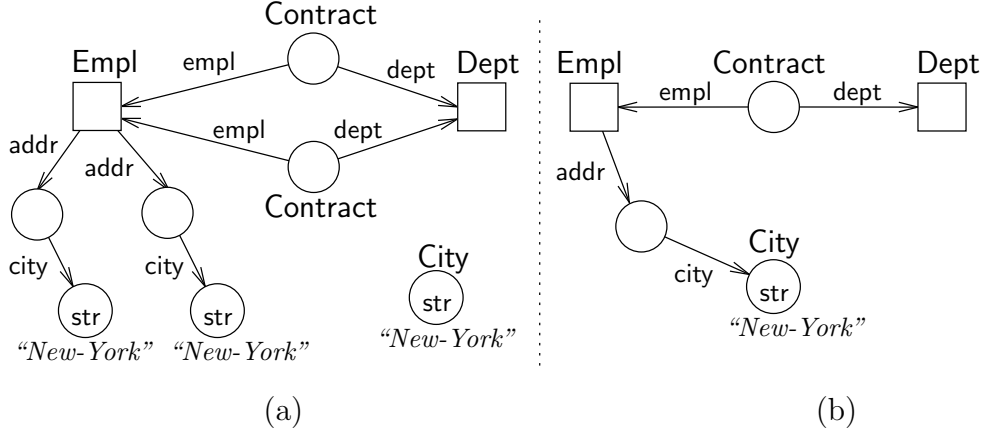 Contract
Empl
empl
dept
Dept
empl
dept
Contract
addr
addr
city
city
str
str
"New-York"
"New-York"
City
str
"New-York"
(a)
Empl
Contract
Dept
empl
dept
addr
city
City
str
"New-York"
(b)